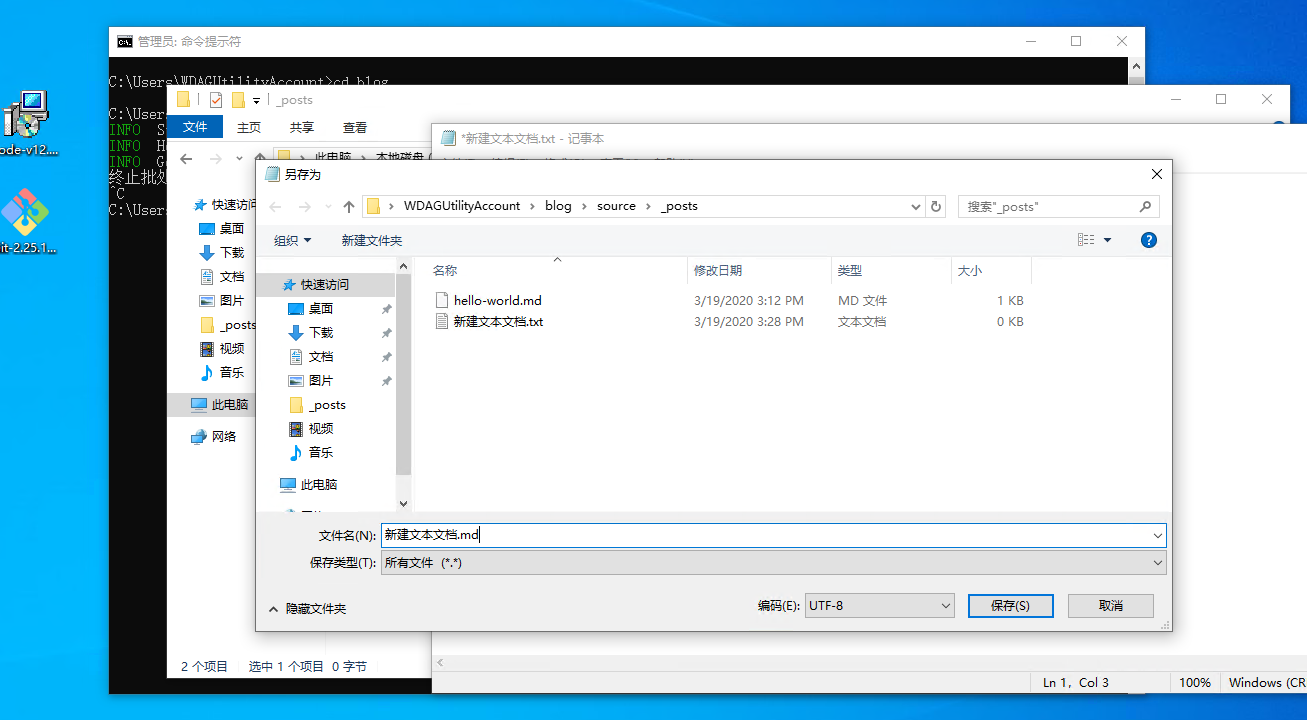 管理员: 命令提示符
C:\Users\WDAGUtilityAccount>cd blog
C:\User
INFO S
INFO H
INFO G
终止批处
^C
C:\User
ode-v12....
it-2.25.1...
_posts
文件 主页 共享 查看
此电脑 本地磁盘 (
快速访问
桌面
下载
文档
图片
_posts
视频
音乐
此电脑
网络
2 个项目 选中 1 个项目 0 字节
*新建文本文档.txt - 记事本
另存为
WDAGUtilityAccount blog source _posts
搜索"_posts"
组织 新建文件夹
快速访问
桌面
下载
文档
图片
_posts
视频
音乐
此电脑
名称 修改日期 类型 大小
hello-world.md 3/19/2020 3:12 PM MD 文件 1 KB
新建文本文档.txt 3/19/2020 3:28 PM 文本文档 0 KB
文件名(N): 新建文本文档.md
保存类型(T): 所有文件 (*.*)
隐藏文件夹
编码(E): UTF-8 保存(S) 取消
Ln 1, Col 3 100% Windows (CR